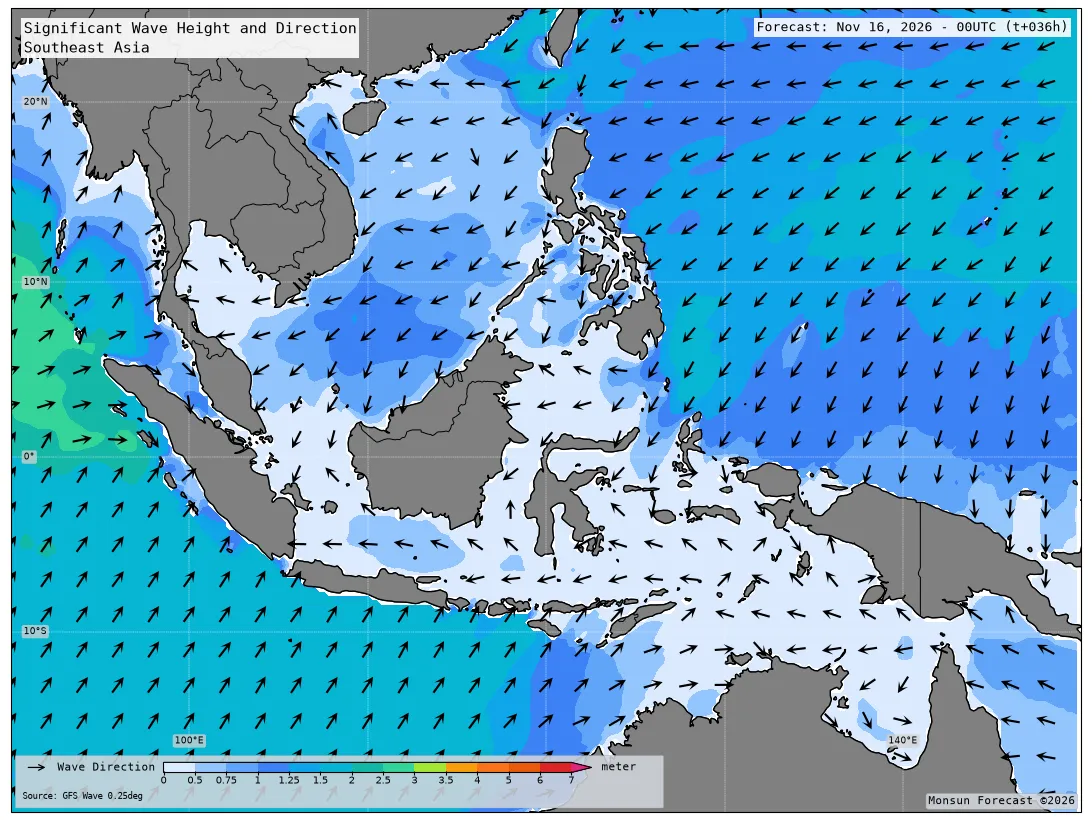 Significant Wave Height and Direction
Southeast Asia
Forecast: Nov 16, 2026 - 00UTC (t+036h)
20°N
10°N
0°
10°S
100°E
140°E
Wave Direction
meter
0 0.5 0.75 1 1.25 1.5 2 2.5 3 3.5 4 5 6 7
Source: GFS Wave 0.25deg
Monsun Forecast ©2026